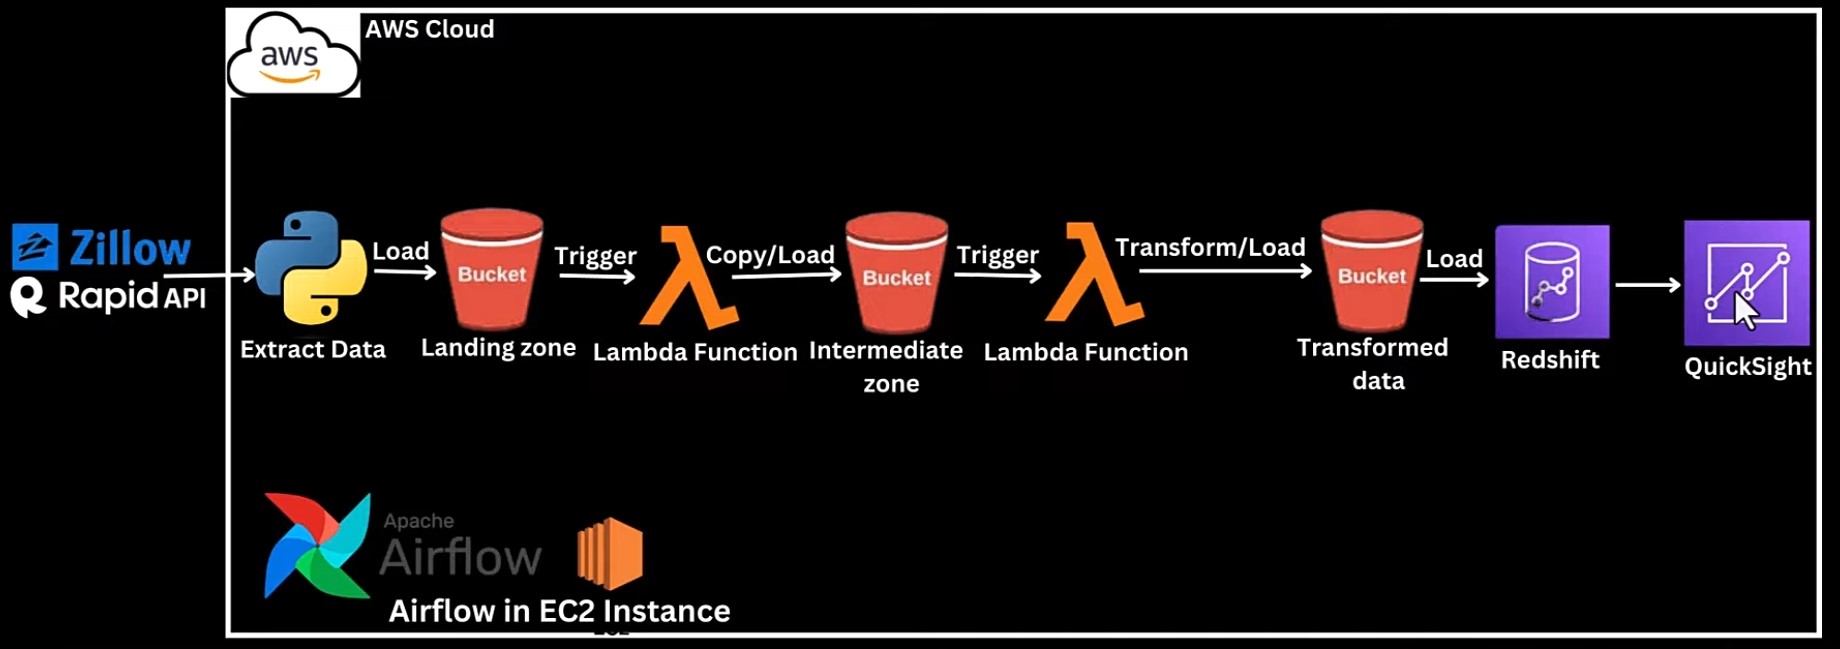 aws
AWS Cloud
Zillow
Rapid API
Extract Data
Load
Bucket
Landing zone
Trigger
Lambda Function
Copy/Load
Bucket
Intermediate
zone
Trigger
Lambda Function
Transform/Load
Bucket
Transformed
data
Load
Redshift
QuickSight
Apache
Airflow
Airflow in EC2 Instance